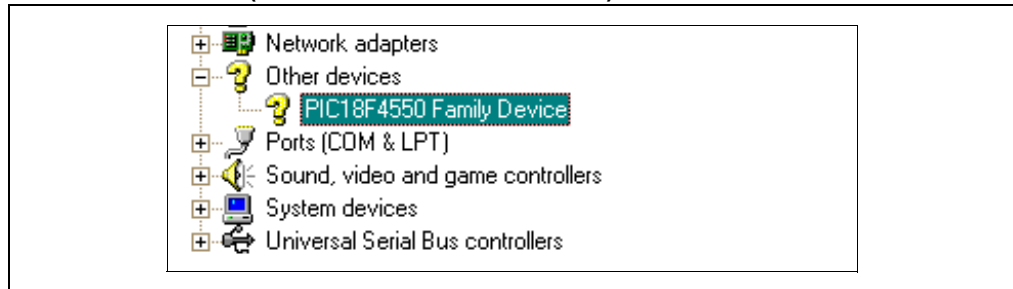 Network adapters
Other devices
PIC18F4550 Family Device
Ports (COM & LPT)
Sound, video and game controllers
System devices
Universal Serial Bus controllers